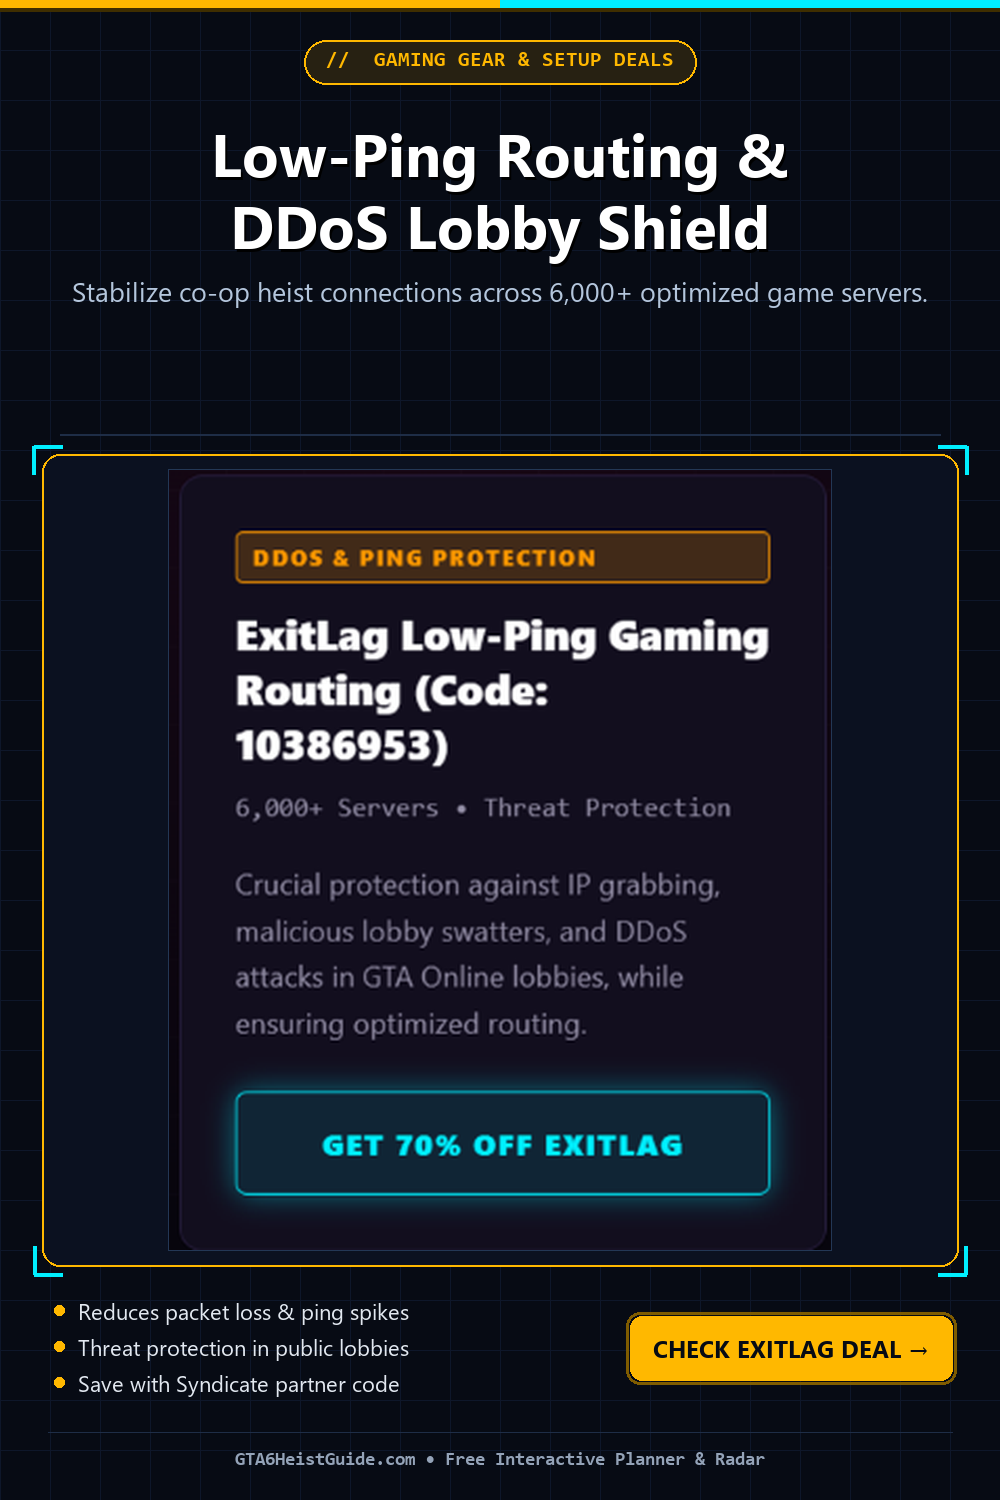 // GAMING GEAR & SETUP DEALS
Low-Ping Routing &
DDoS Lobby Shield
Stabilize co-op heist connections across 6,000+ optimized game servers.
DDOS & PING PROTECTION
ExitLag Low-Ping Gaming
Routing (Code:
10386953)
6,000+ Servers • Threat Protection
Crucial protection against IP grabbing,
malicious lobby swatters, and DDoS
attacks in GTA Online lobbies, while
ensuring optimized routing.
GET 70% OFF EXITLAG
Reduces packet loss & ping spikes
Threat protection in public lobbies
Save with Syndicate partner code
CHECK EXITLAG DEAL →
GTA6HeistGuide.com • Free Interactive Planner & Radar